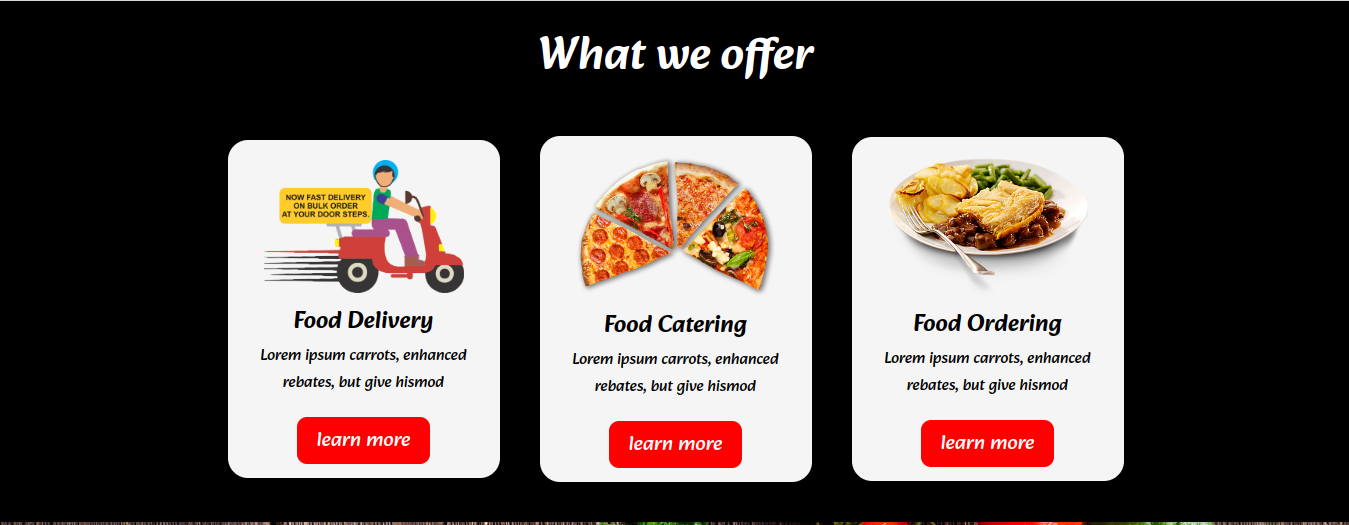 What we offer
NOW FAST DELIVERY
ON BULK ORDER
AT YOUR DOOR STEPS.
Food Delivery
Lorem ipsum carrots, enhanced
rebates, but give hismod
learn more
Food Catering
Lorem ipsum carrots, enhanced
rebates, but give hismod
learn more
Food Ordering
Lorem ipsum carrots, enhanced
rebates, but give hismod
learn more